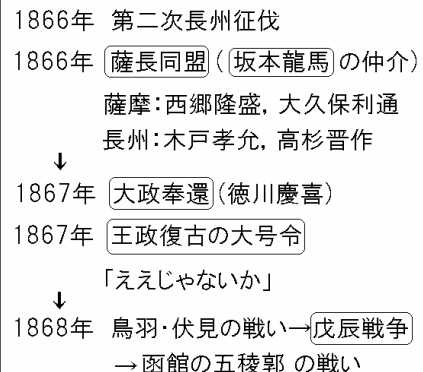 1866年 第二次長州征伐
1866年 薩長同盟(坂本龍馬の仲介)
薩摩:西郷隆盛, 大久保利通
長州:木戸孝允, 高杉晋作
↓
1867年 大政奉還(徳川慶喜)
1867年 王政復古の大号令
「ええじゃないか」
↓
1868年 鳥羽・伏見の戦い→戊辰戦争
→函館の五稜郭 の戦い